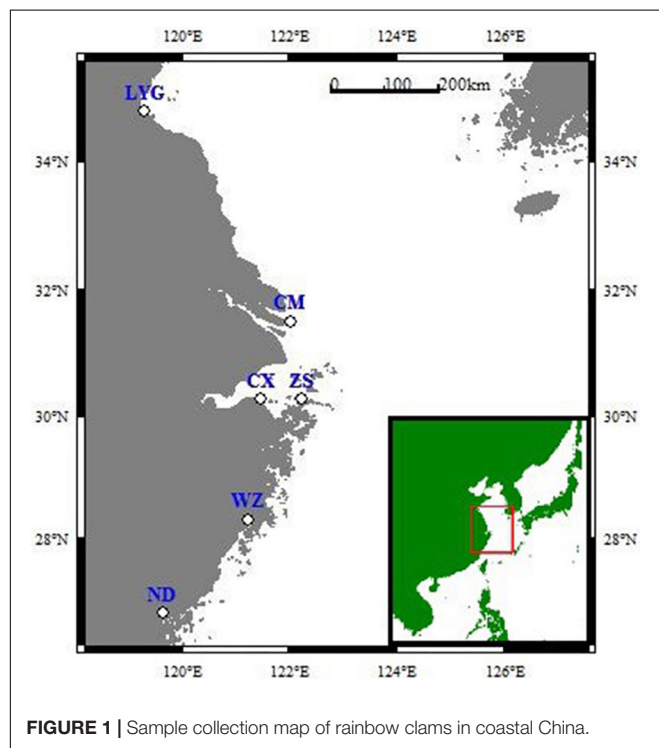 120°E 122°E 124°E 126°E
0 100 200km
LYG
34°N 34°N
32°N 32°N
CM
CX ZS
30°N 30°N
WZ
28°N 28°N
ND
120°E 122°E 124°E 126°E
FIGURE 1 | Sample collection map of rainbow clams in coastal China.